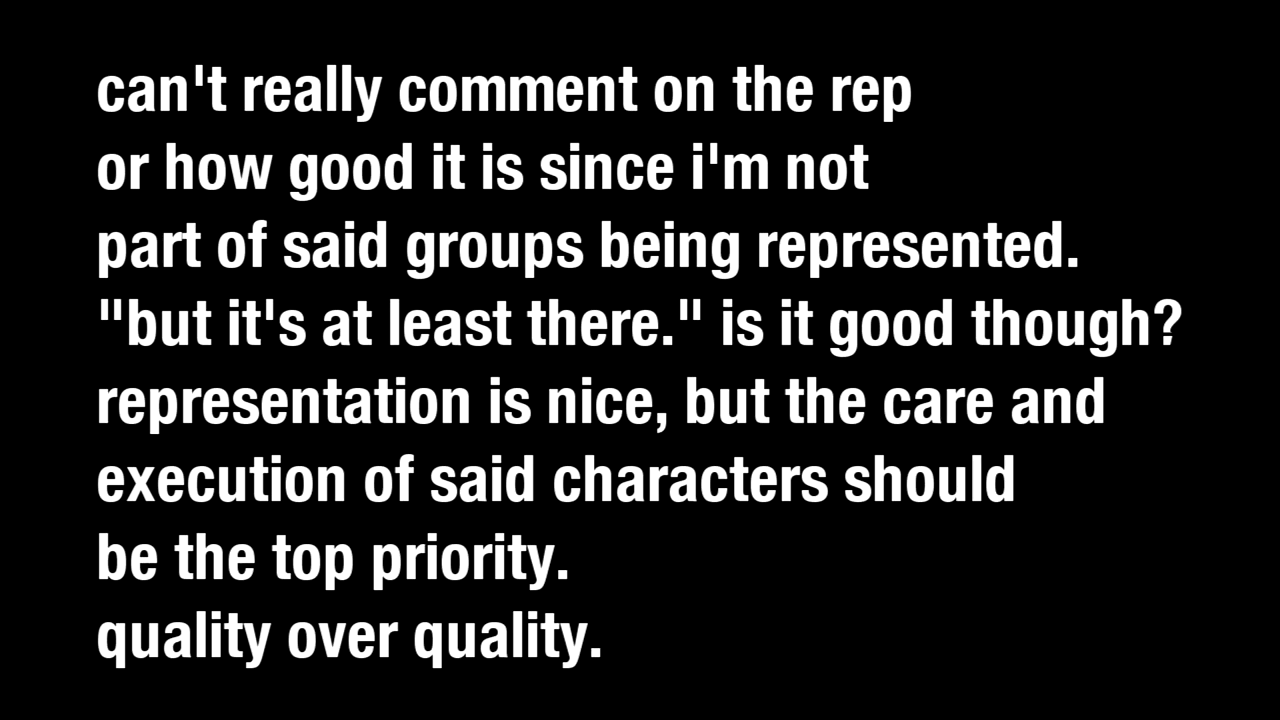 can't really comment on the rep
or how good it is since i'm not
part of said groups being represented.
"but it's at least there." is it good though?
representation is nice, but the care and
execution of said characters should
be the top priority.
quality over quality.